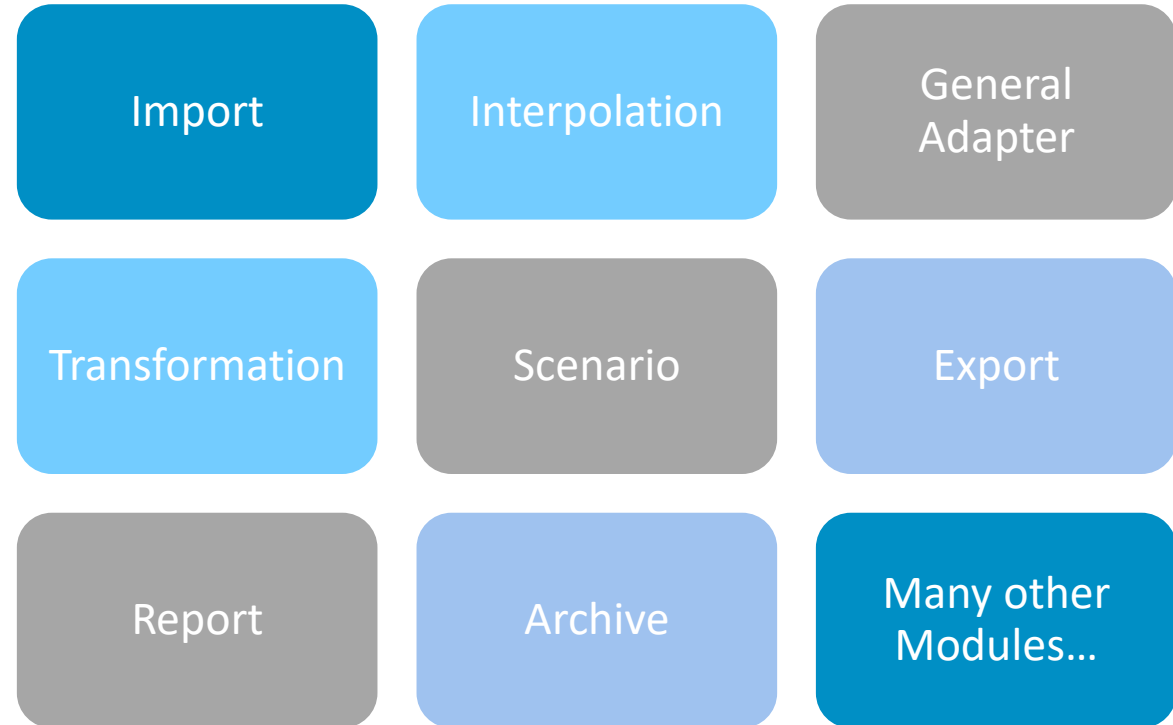 Import
Interpolation
General
Adapter
Transformation
Scenario
Export
Report
Archive
Many other
Modules…